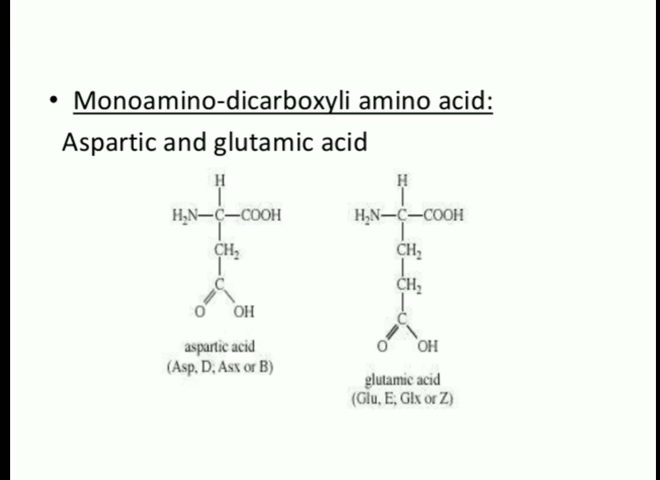 • Monoamino-dicarboxyli amino acid:
Aspartic and glutamic acid
H
H₂N—C—COOH
CH₂
C
O OH
aspartic acid
(Asp, D; Asx or B)
H
H₂N—C—COOH
CH₂
CH₂
C
O OH
glutamic acid
(Glu, E; Glx or Z)